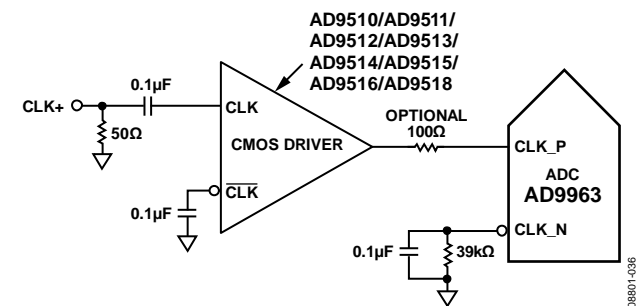 AD9510/AD9511/
AD9512/AD9513/
AD9514/AD9515/
AD9516/AD9518
0.1µF
CLK+
50Ω
CLK
CMOS DRIVER
CLK
0.1µF
OPTIONAL
100Ω
CLK_P
ADC
AD9963
CLK_N
0.1µF
39kΩ
08801-036